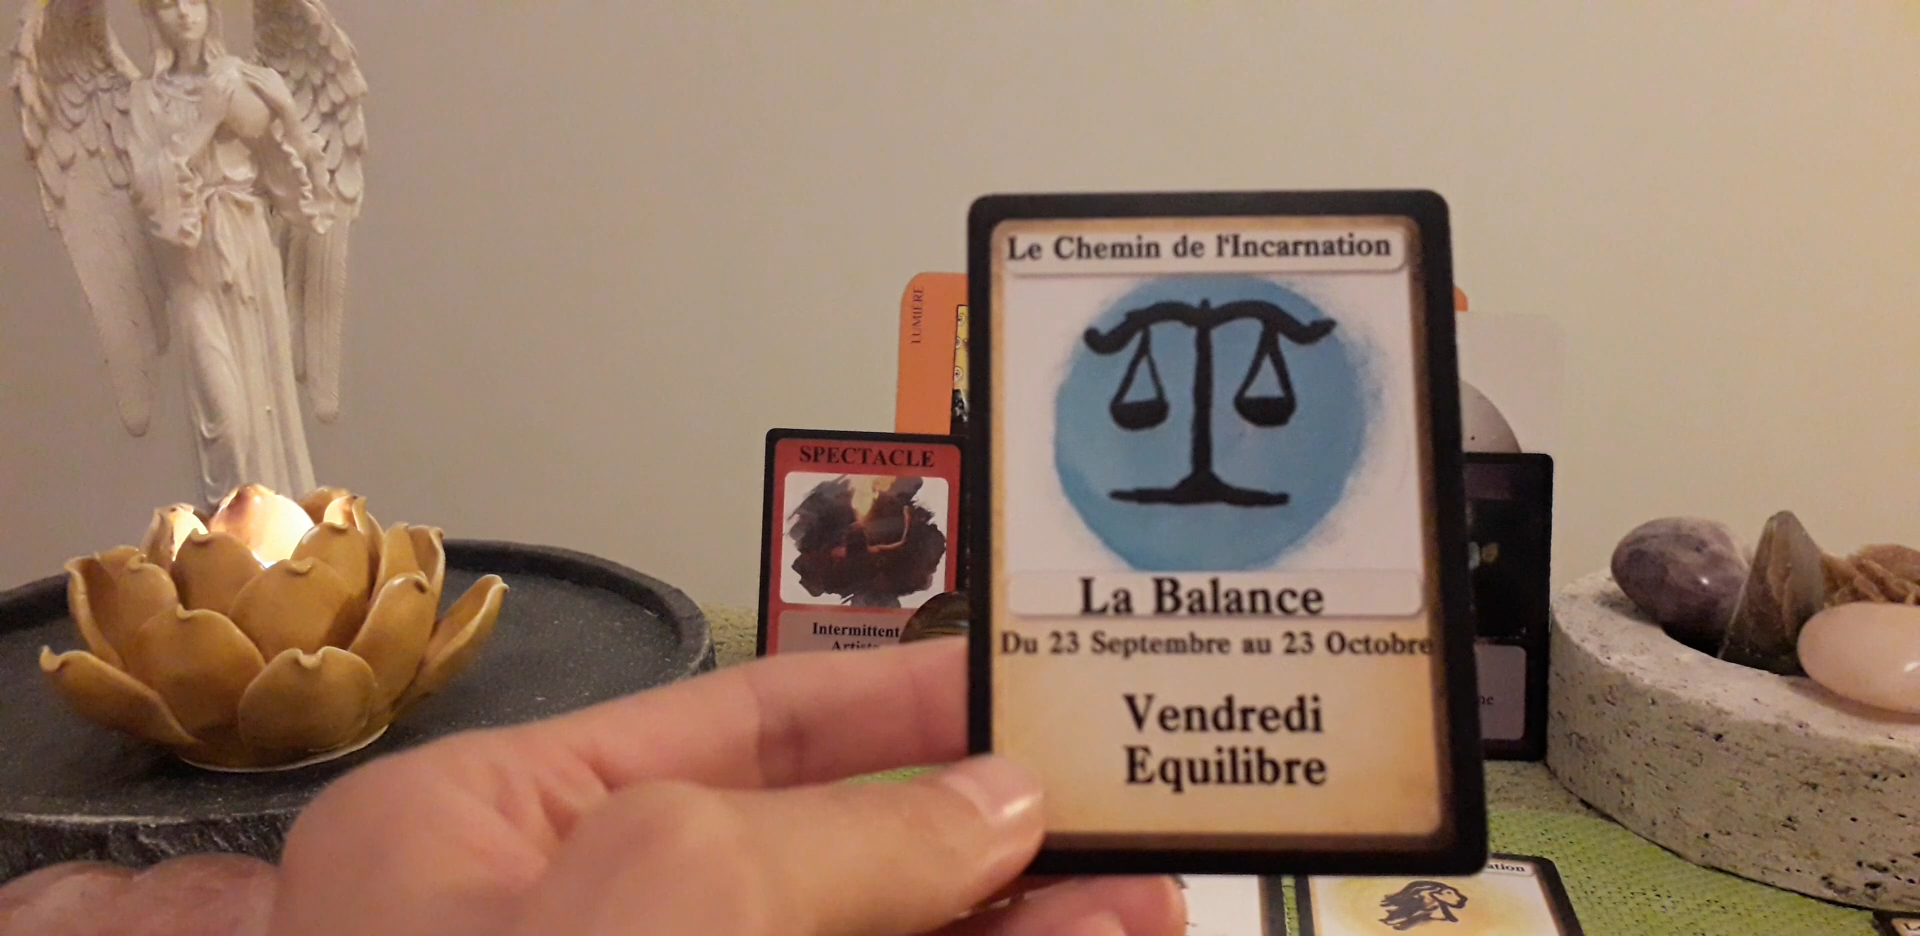 Le Chemin de l'Incarnation
La Balance
Du 23 Septembre au 23 Octobre
Vendredi
Equilibre
LUMIÈRE
SPECTACLE
Intermittent